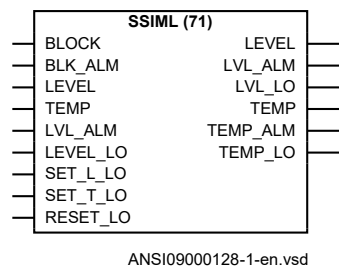 SSIML (71)
BLOCK LEVEL
BLK_ALM LVL_ALM
LEVEL LVL_LO
TEMP TEMP
LVL_ALM TEMP_ALM
LEVEL_LO TEMP_LO
SET_L_LO
SET_T_LO
RESET_LO
ANSI09000128-1-en.vsd